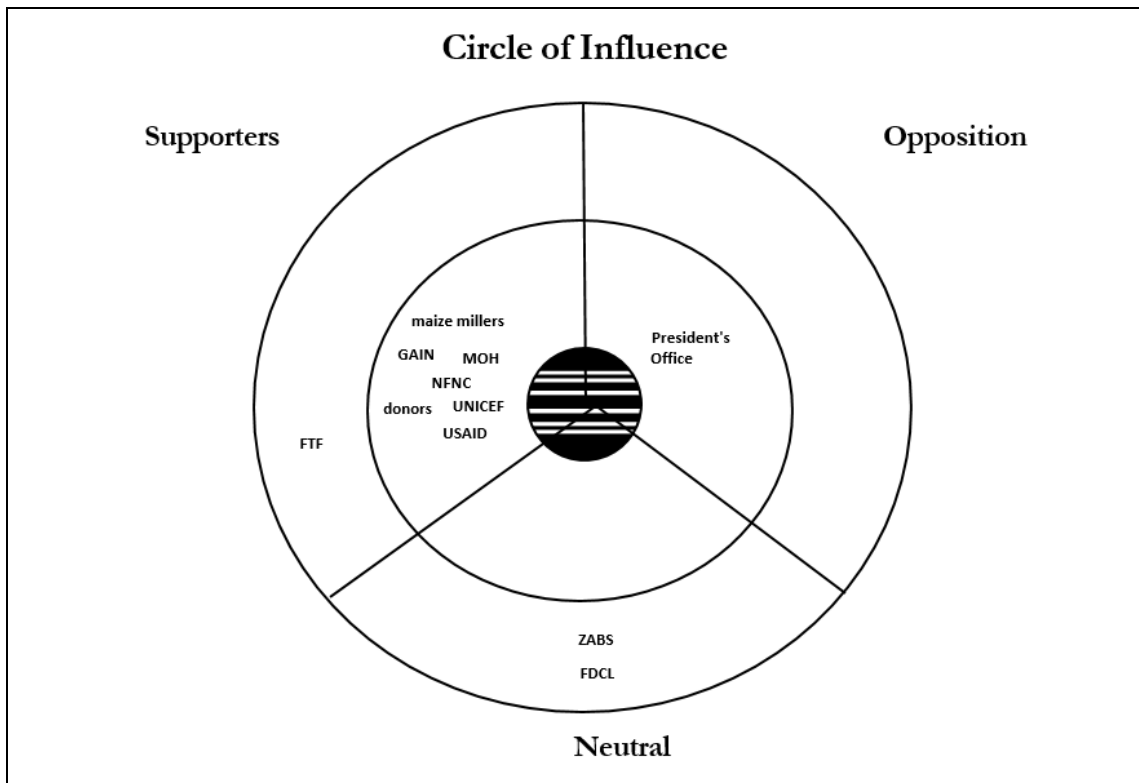 Circle of Influence
Supporters
Opposition
maize millers
President's
Office
GAIN
MOH
NFNC
donors
UNICEF
USAID
FTF
ZABS
FDCL
Neutral